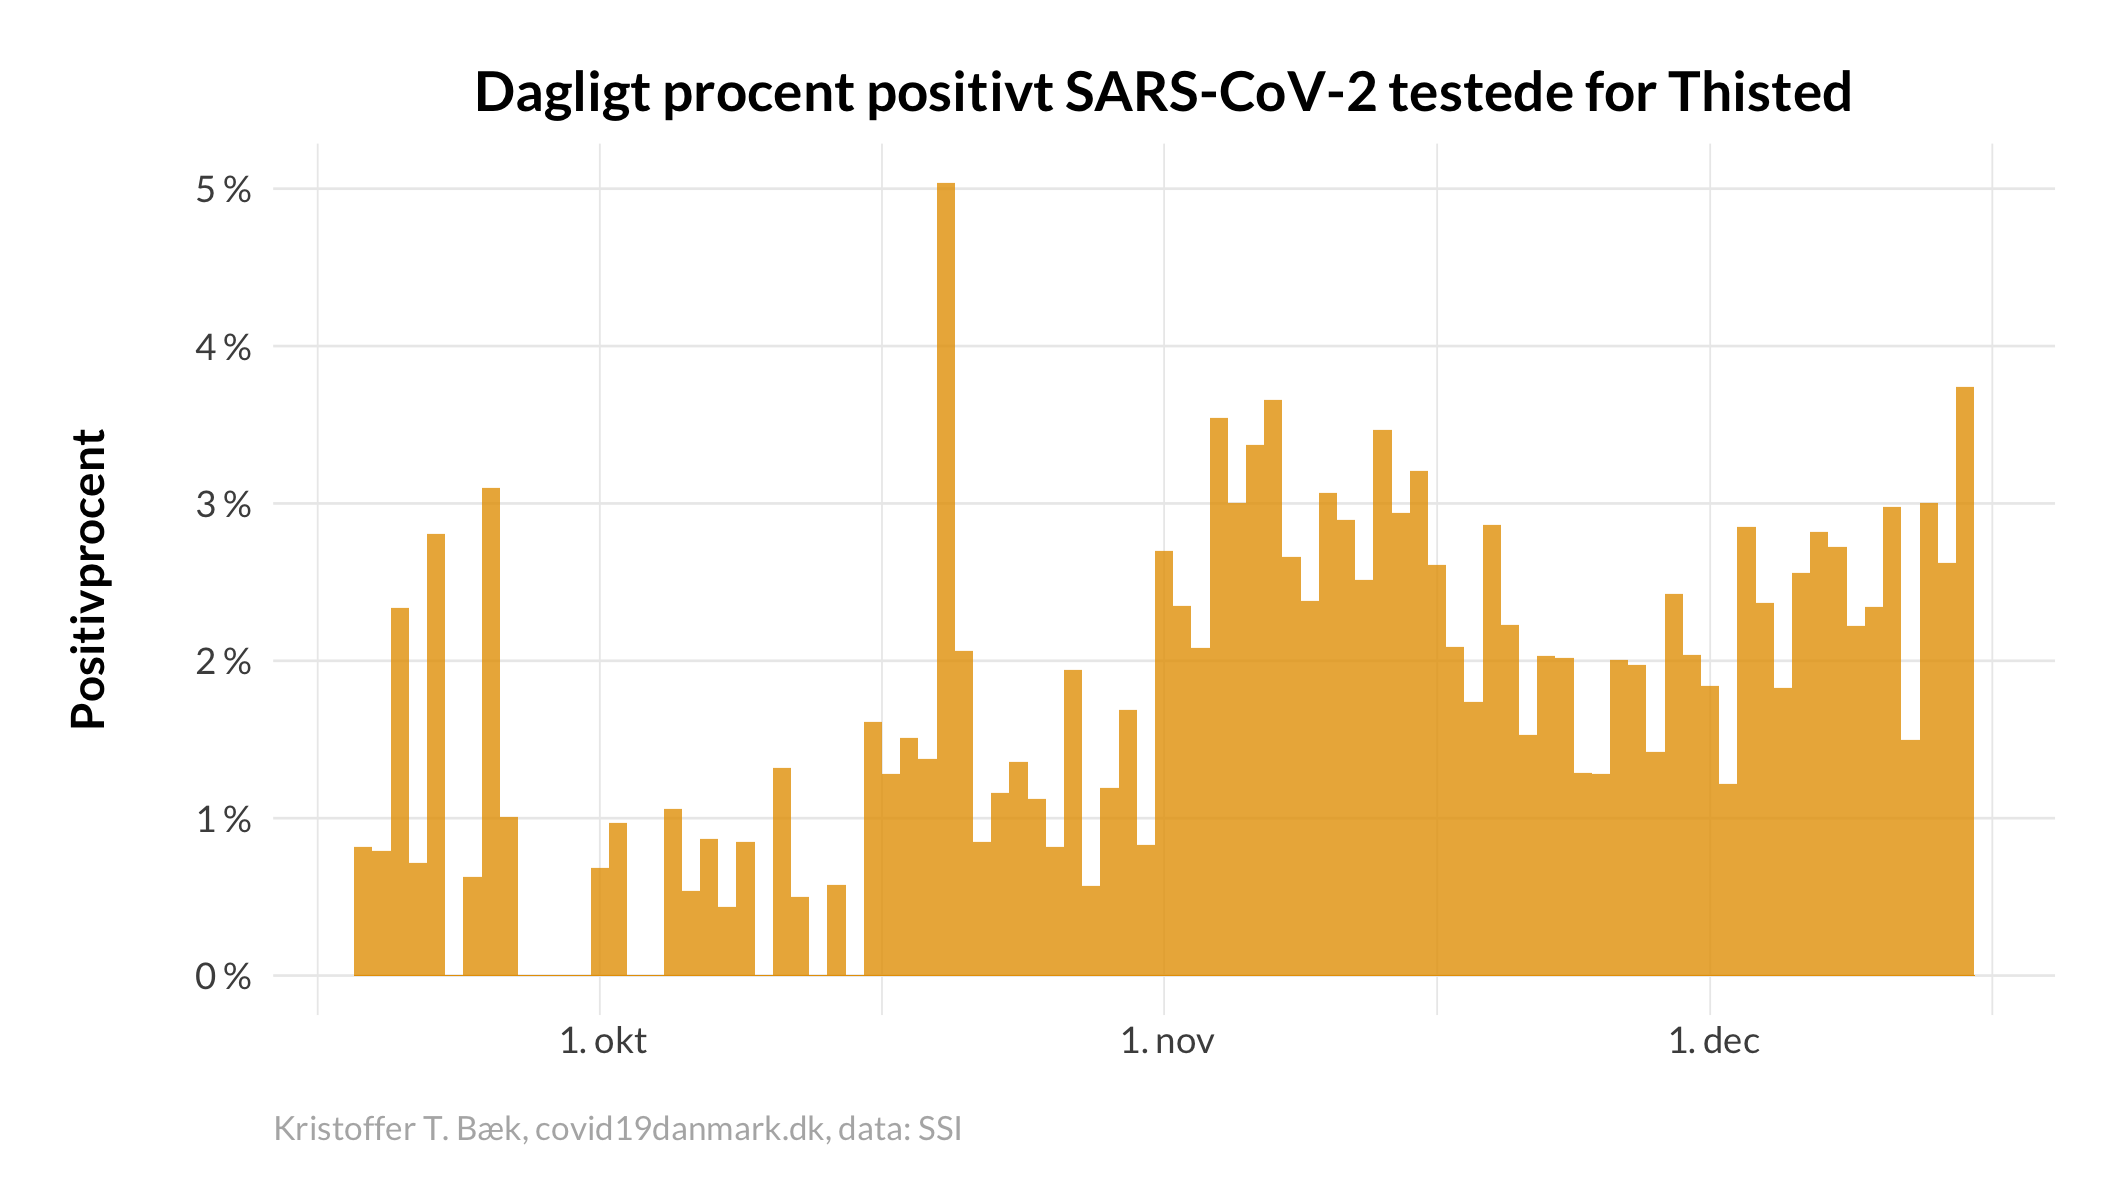 Dagligt procent positivt SARS-CoV-2 testede for Thisted
Positivprocent
5 %
4 %
3 %
2 %
1 %
0 %
1. okt
1. nov
1. dec
Kristoffer T. Bæk, covid19danmark.dk, data: SSI